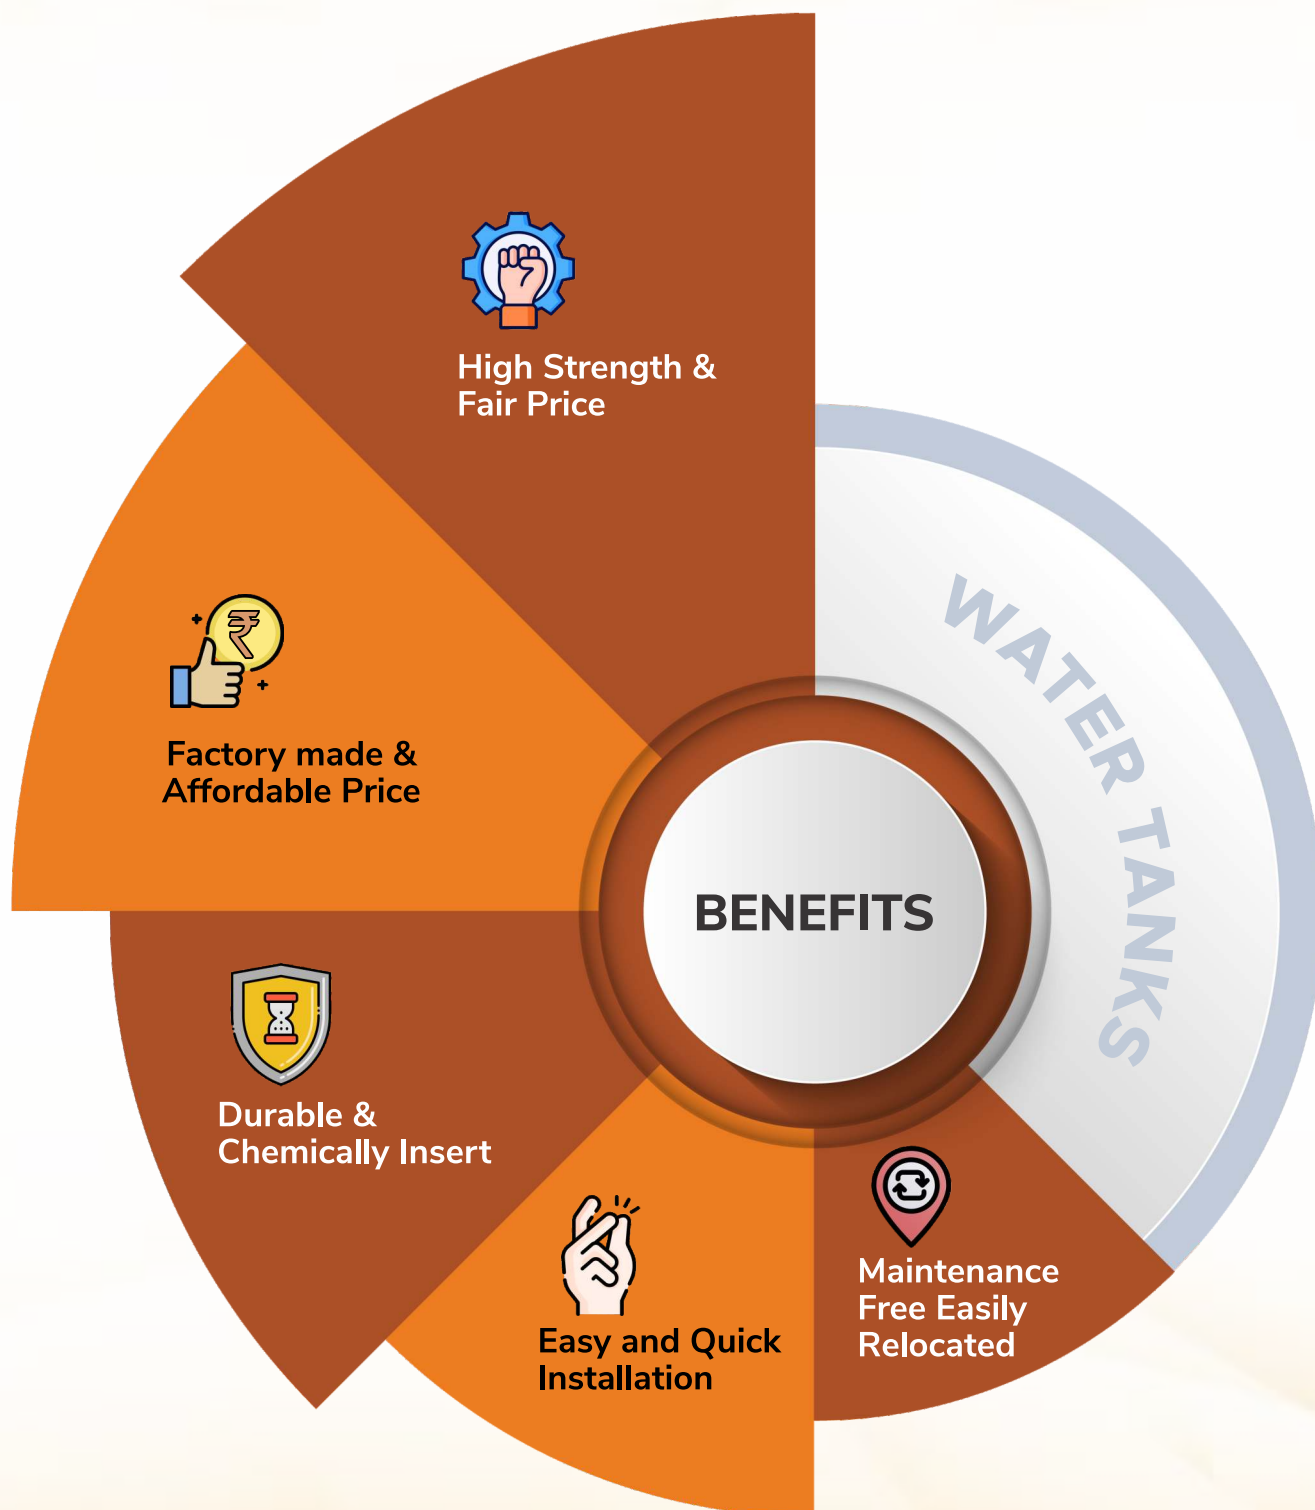 High Strength &
Fair Price
Factory made &
Affordable Price
Durable &
Chemically Insert
Easy and Quick
Installation
Maintenance
Free Easily
Relocated
BENEFITS
WATER TANKS
₹